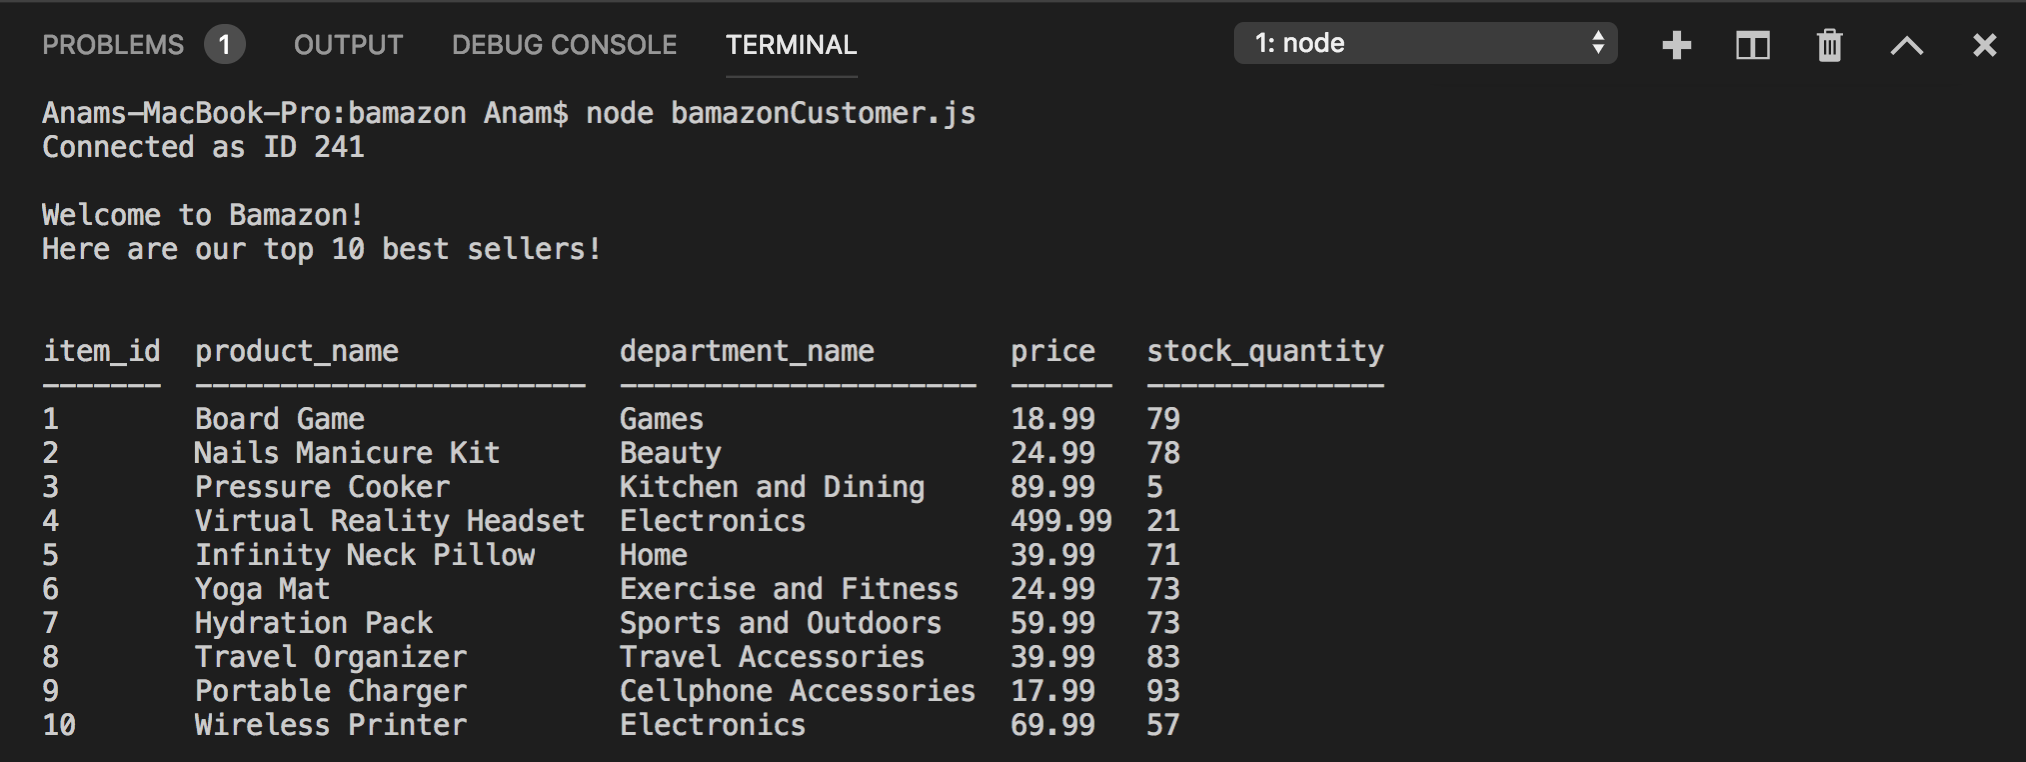 PROBLEMS 1 OUTPUT DEBUG CONSOLE TERMINAL 1: node
Anams-MacBook-Pro:bamazon Anam$ node bamazonCustomer.js
Connected as ID 241
Welcome to Bamazon!
Here are our top 10 best sellers!
item_id  product_name             department_name        price   stock_quantity
-------  -----------------------  ---------------------  ------  --------------
1        Board Game               Games                  18.99   79
2        Nails Manicure Kit       Beauty                 24.99   78
3        Pressure Cooker          Kitchen and Dining     89.99   5
4        Virtual Reality Headset  Electronics            499.99  21
5        Infinity Neck Pillow     Home                   39.99   71
6        Yoga Mat                 Exercise and Fitness   24.99   73
7        Hydration Pack           Sports and Outdoors    59.99   73
8        Travel Organizer         Travel Accessories     39.99   83
9        Portable Charger         Cellphone Accessories  17.99   93
10       Wireless Printer         Electronics            69.99   57